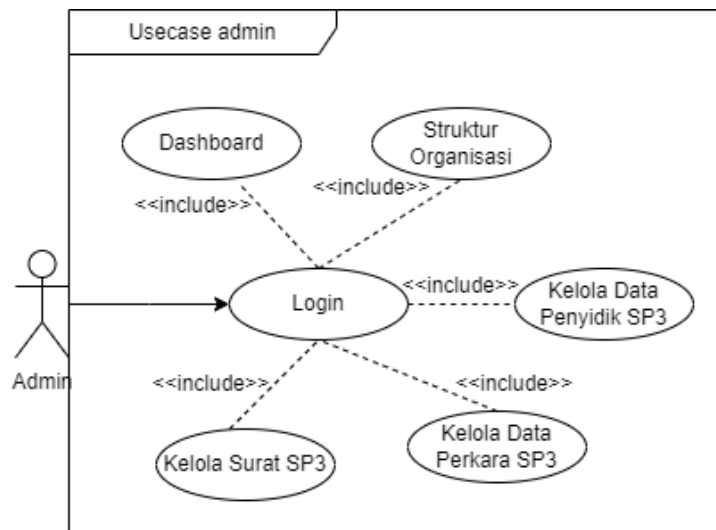 Usecase admin
Dashboard
Struktur
Organisasi
<<include>>
<<include>>
Login
<<include>>
Kelola Data
Penyidik SP3
Admin
<<include>>
<<include>>
Kelola Surat SP3
Kelola Data
Perkara SP3